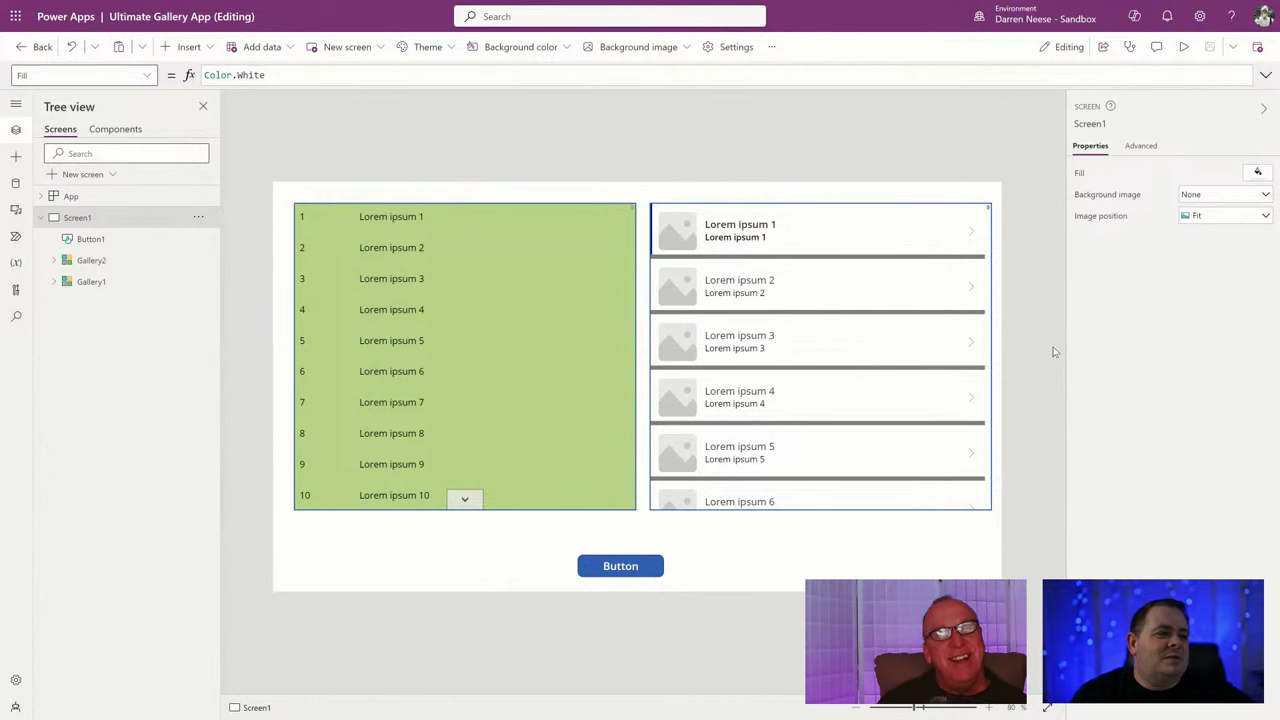 Power Apps | Ultimate Gallery App (Editing)
Search
Environment
Darren Neese - Sandbox
Back
Insert
Add data
New screen
Theme
Background color
Background image
Settings
Editing
Fill
= fx Color.White
Tree view
Screens Components
Search
New screen
App
Screen1
Button1
Gallery2
Gallery1
1 Lorem ipsum 1
2 Lorem ipsum 2
3 Lorem ipsum 3
4 Lorem ipsum 4
5 Lorem ipsum 5
6 Lorem ipsum 6
7 Lorem ipsum 7
8 Lorem ipsum 8
9 Lorem ipsum 9
10 Lorem ipsum 10
Lorem ipsum 1
Lorem ipsum 1
Lorem ipsum 2
Lorem ipsum 2
Lorem ipsum 3
Lorem ipsum 3
Lorem ipsum 4
Lorem ipsum 4
Lorem ipsum 5
Lorem ipsum 5
Lorem ipsum 6
Button
SCREEN
Screen1
Properties Advanced
Fill
Background image None
Image position Fit
Screen1
80 %